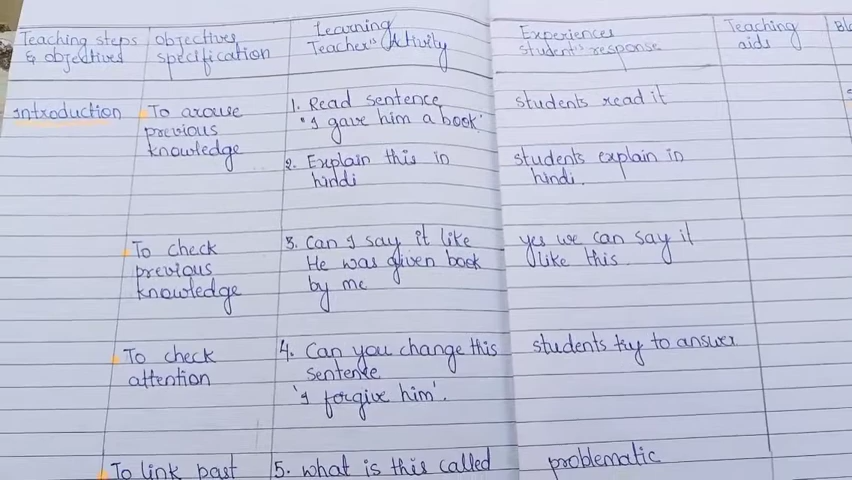 Teaching steps & objectives
objectives specification
Learning
Teacher's Activity
Experiences
student's response
Teaching aids
Introduction
To arouse previous knowledge
1. Read sentence
"I gave him a book"
students read it
2. Explain this in
hindi
students explain in
hindi.
To check
previous
knowledge
3. Can I say it like
He was given book
by me
yes we can say it
like this
To check
attention
4. Can you change this
sentence
'I forgive him'.
students try to answer
To link past
5. what is this called
problematic